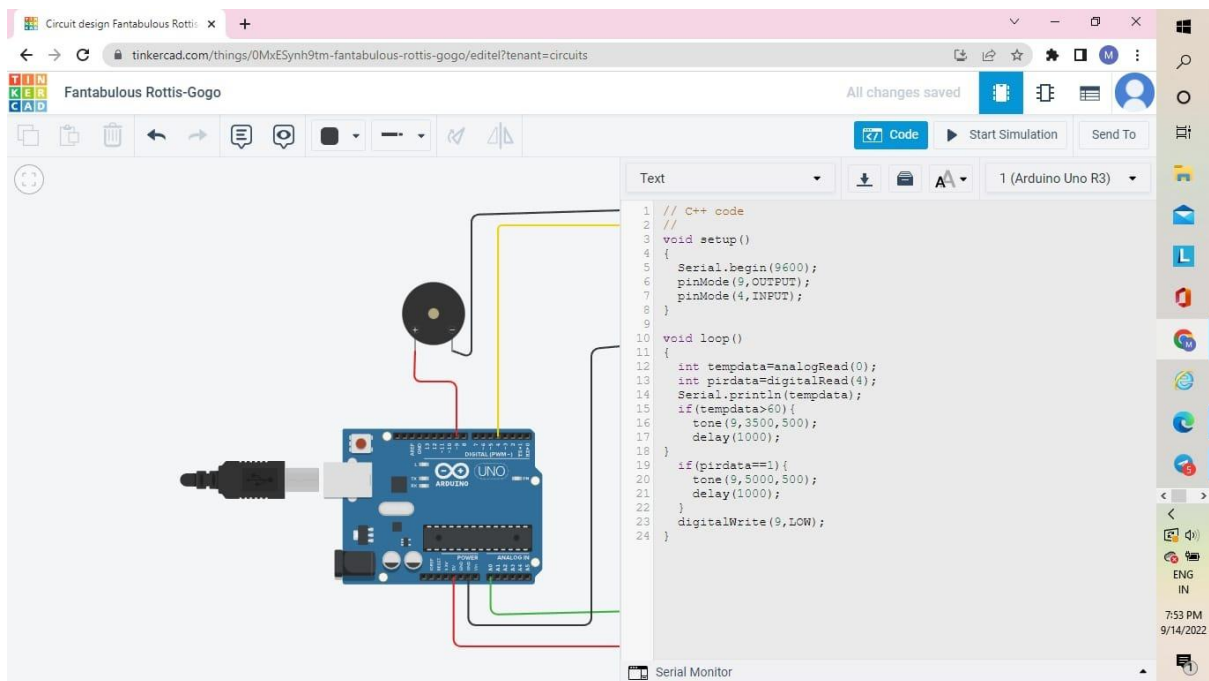 Circuit design Fantabulous Rottis
tinkercad.com/things/0MxESynh9tm-fantabulous-rottis-gogo/editel?tenant=circuits
M
TIN
KER
CAD
Fantabulous Rottis-Gogo
All changes saved
Code
Start Simulation
Send To
Text
1 (Arduino Uno R3)
1 // C++ code
2 //
3 void setup()
4 {
5 Serial.begin(9600);
6 pinMode(9,OUTPUT);
7 pinMode(4,INPUT);
8 }
9
10 void loop()
11 {
12 int tempdata=analogRead(0);
13 int pirdata=digitalRead(4);
14 Serial.println(tempdata);
15 if(tempdata>60){
16 tone(9,3500,500);
17 delay(1000);
18 }
19 if(pirdata==1){
20 tone(9,5000,500);
21 delay(1000);
22 }
23 digitalWrite(9,LOW);
24 }
DIGITAL (PWM~)
UNO
ARDUINO
POWER
ANALOG IN
Serial Monitor
ENG
IN
7:53 PM
9/14/2022